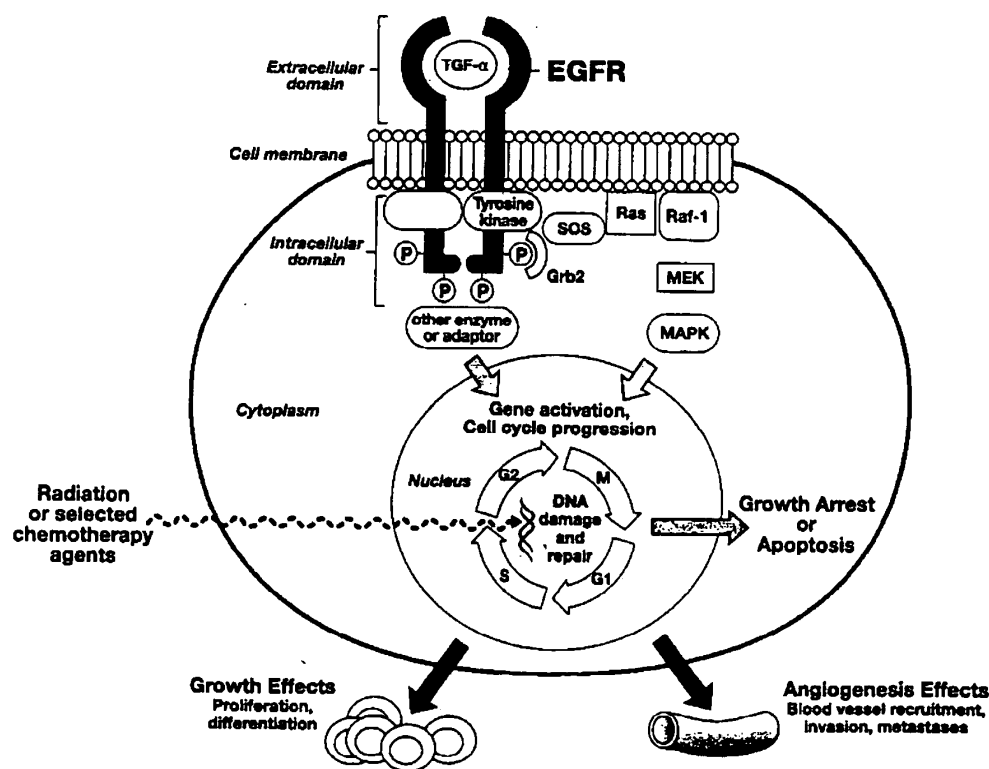 TGF-α
EGFR
Extracellular
domain
Cell membrane
Intracellular
domain
Tyrosine
kinase
SOS
Ras
Raf-1
P
P
Grb2
P
P
MEK
other enzyme
or adaptor
MAPK
Cytoplasm
Gene activation,
Cell cycle progression
Nucleus
G2
M
DNA
damage
and
repair
S
G1
Radiation
or selected
chemotherapy
agents
Growth Arrest
or
Apoptosis
Growth Effects
Proliferation,
differentiation
Angiogenesis Effects
Blood vessel recruitment,
invasion, metastases